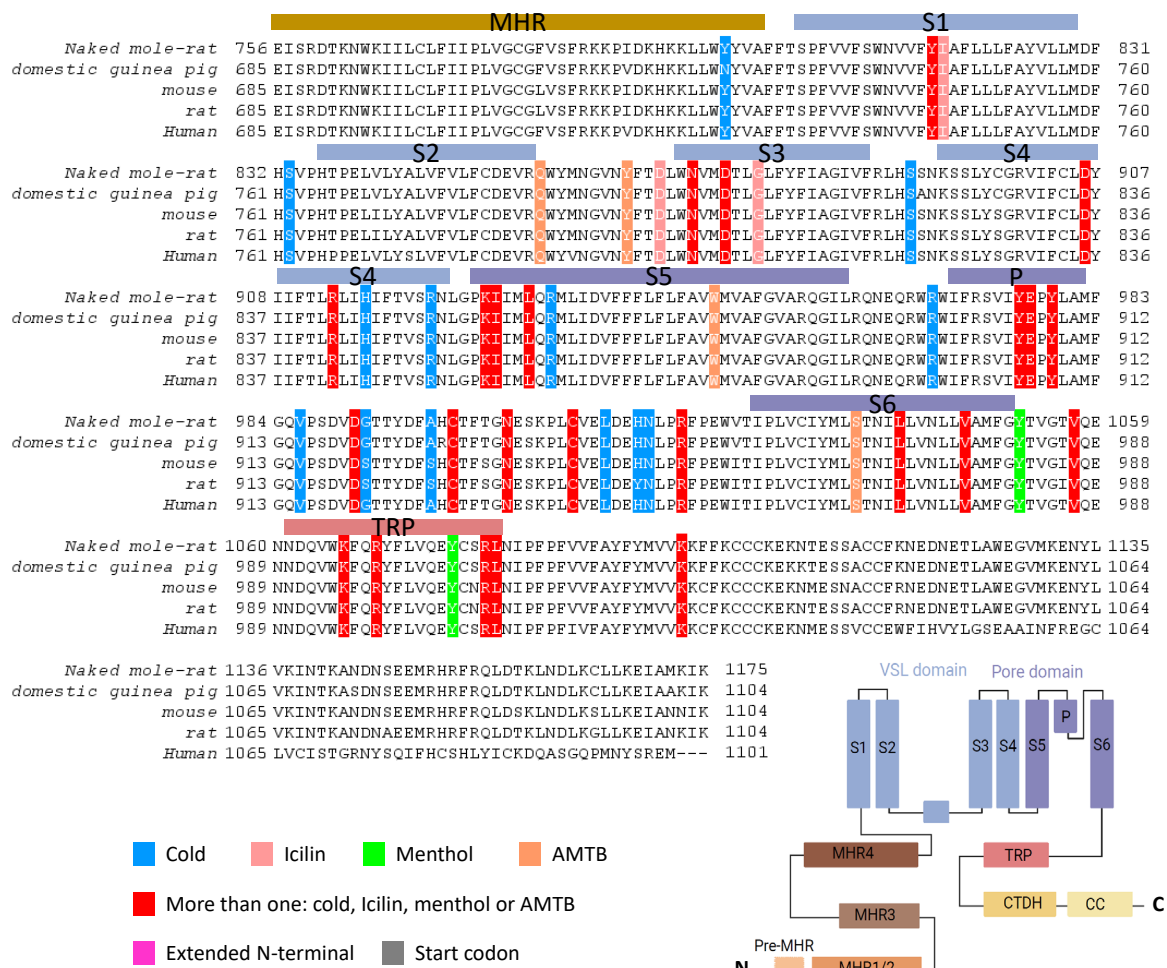 MHR S1
Naked mole-rat 756 EISRDTKNWKIILCLFIIPLVGCGFVSFRKKPIDKHKKLLWYYVAFFTSPFVVFSWNVVFYIAFLLLFAYVLLMDF 831
domestic guinea pig 685 EISRDTKNWKIILCLFIIPLVGCGFVSFRKKPVDKHKKLLWNYVAFFTSPFVVFSWNVVFYIAFLLLFAYVLLMDF 760
mouse 685 EISRDTKNWKIILCLFIIPLVGCGLVSFRKKPIDKHKKLLWYYVAFFTSPFVVFSWNVVFYIAFLLLFAYVLLMDF 760
rat 685 EISRDTKNWKIILCLFIIPLVGCGLVSFRKKPIDKHKKLLWYYVAFFTSPFVVFSWNVVFYIAFLLLFAYVLLMDF 760
Human 685 EISRDTKNWKIILCLFIIPLVGCGFVSFRKKPVDKHKKLLWYYVAFFTSPFVVFSWNVVFYIAFLLLFAYVLLMDF 760
S2 S3 S4
Naked mole-rat 832 HSVPHTPELVLYALVFVLFCDEVRQWYMNGVNYFTDLWNVMDTLGLFYFIAGIVFRLHSSNKSSLYCGRVIFCLDY 907
domestic guinea pig 761 HSVPHTPELVLYALVFVLFCDEVRQWYMNGVNYFTDLWNVMDTLGLFYFIAGIVFRLHSSNKSSLYCGRVIFCLDY 836
mouse 761 HSVPHTPELILYALVFVLFCDEVRQWYMNGVNYFTDLWNVMDTLGLFYFIAGIVFRLHSSNKSSLYSGRVIFCLDY 836
rat 761 HSVPHTPELILYALVFVLFCDEVRQWYMNGVNYFTDLWNVMDTLGLFYFIAGIVFRLHSSNKSSLYSGRVIFCLDY 836
Human 761 HSVPHPPELVLYSLVFVLFCDEVRQWYVNGVNYFTDLWNVMDTLGLFYFIAGIVFRLHSSNKSSLYSGRVIFCLDY 836
S4 S5 P
Naked mole-rat 908 IIFTLRLIHIFTVSRNLGPKIIMLQRMLIDVFFFLFLFAVWMVAFGVARQGILRQNEQRWRWIFRSVIYEPYLAMF 983
domestic guinea pig 837 IIFTLRLIHIFTVSRNLGPKIIMLQRMLIDVFFFLFLFAVWMVAFGVARQGILRQNEQRWRWIFRSVIYEPYLAMF 912
mouse 837 IIFTLRLIHIFTVSRNLGPKIIMLQRMLIDVFFFLFLFAVWMVAFGVARQGILRQNEQRWRWIFRSVIYEPYLAMF 912
rat 837 IIFTLRLIHIFTVSRNLGPKIIMLQRMLIDVFFFLFLFAVWMVAFGVARQGILRQNEQRWRWIFRSVIYEPYLAMF 912
Human 837 IIFTLRLIHIFTVSRNLGPKIIMLQRMLIDVFFFLFLFAVWMVAFGVARQGILRQNEQRWRWIFRSVIYEPYLAMF 912
S6
Naked mole-rat 984 GQVPSDVDGTTYDFAHCTFTGNESKPLCVELDEHNLPRFPEWVTIPLVCIYMLSTNILLVNLLVAMFGYTVGTVQE 1059
domestic guinea pig 913 GQVPSDVDGTTYDFARCTFTGNESKPLCVELDEHNLPRFPEWITIPLVCIYMLSTNILLVNLLVAMFGYTVGTVQE 988
mouse 913 GQVPSDVDSTTYDFSHCTFSGNESKPLCVELDEHNLPRFPEWITIPLVCIYMLSTNILLVNLLVAMFGYTVGIVQE 988
rat 913 GQVPSDVDSTTYDFSHCTFSGNESKPLCVELDEYNLPRFPEWITIPLVCIYMLSTNILLVNLLVAMFGYTVGIVQE 988
Human 913 GQVPSDVDGTTYDFAHCTFTGNESKPLCVELDEHNLPRFPEWITIPLVCIYMLSTNILLVNLLVAMFGYTVGTVQE 988
TRP
Naked mole-rat 1060 NNDQVWKFQRYFLVQEYCSRLNIPFPFVVFAYFYMVVKKFFKCCCKEKNTESSACCFKNEDNETLAWEGVMKENYL 1135
domestic guinea pig 989 NNDQVWKFQRYFLVQEYCSRLNIPFPFVVFAYFYMVVKKFFKCCCKEKKTESSACCFKNEDNETLAWEGVMKENYL 1064
mouse 989 NNDQVWKFQRYFLVQEYCNRLNIPFPFVVFAYFYMVVKKCFKCCCKEKNMESNACCFRNEDNETLAWEGVMKENYL 1064
rat 989 NNDQVWKFQRYFLVQEYCNRLNIPFPFVVFAYFYMVVKKCFKCCCKEKNTESSACCFRNEDNETLAWEGVMKENYL 1064
Human 989 NNDQVWKFQRYFLVQEYCSRLNIPFPFIVFAYFYMVVKKCFKCCCKEKNMESSVCCEWFIHVYLGSEAAINFREGC 1064
Naked mole-rat 1136 VKINTKANDNSEEMRHRFRQLDTKLNDLKCLLKEIAMKIK 1175
domestic guinea pig 1065 VKINTKASDNSEEMRHRFRQLDTKLNDLKGLLKEIAAKIK 1104
mouse 1065 VKINTKANDNSEEMRHRFRQLDSKLNDLKSLLKEIANNIK 1104
rat 1065 VKINTKANDNAEEMRHRFRQLDTKLNDLKGLLKEIANKIK 1104
Human 1065 LVCISTGRNYSQIFHCSHLYICKDQASGQPMNYSREM--- 1101
VSL domain Pore domain
S1 S2 S3 S4 S5 P S6
MHR4 TRP
CTDH CC C
MHR3
Pre-MHR
N MHR1/2
Cold Icilin Menthol AMTB
More than one: cold, Icilin, menthol or AMTB
Extended N-terminal Start codon